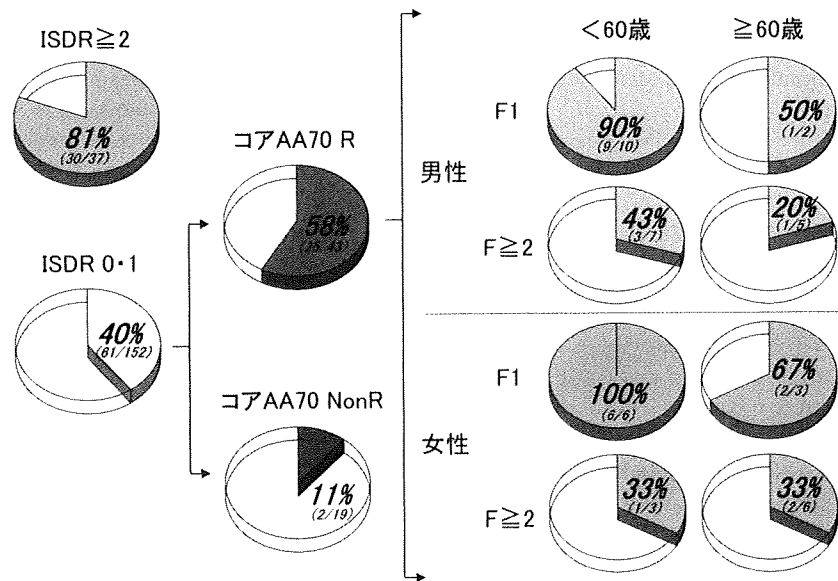 ISDR≧2
81%
(30/37)
ISDR 0・1
40%
(61/152)
コアAA70 R
58%
(25/43)
コアAA70 NonR
11%
(2/19)
<60歳
≧60歳
男性
F1
90%
(9/10)
50%
(1/2)
F≧2
43%
(3/7)
20%
(1/5)
女性
F1
100%
(6/6)
67%
(2/3)
F≧2
33%
(1/3)
33%
(2/6)